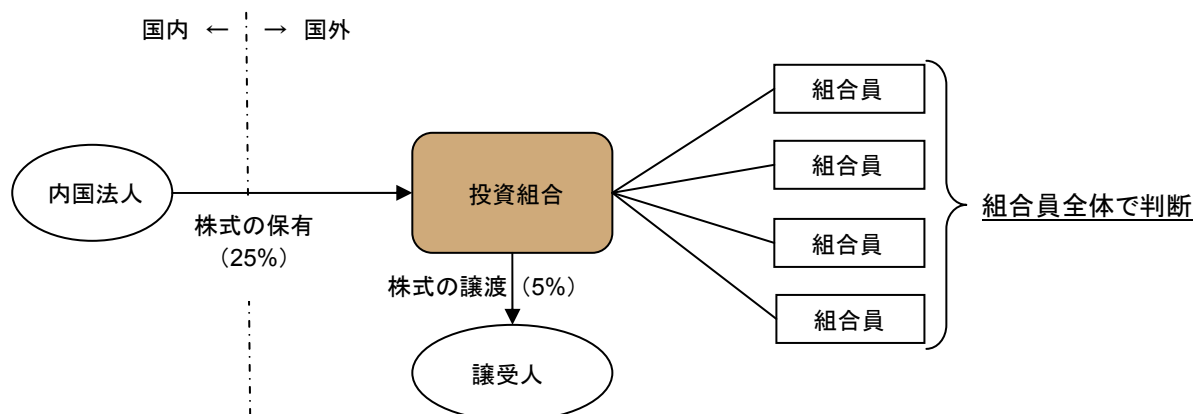 国内 ← → 国外
内国法人
株式の保有
(25%)
投資組合
株式の譲渡 (5%)
譲受人
組合員
組合員
組合員
組合員
組合員全体で判断